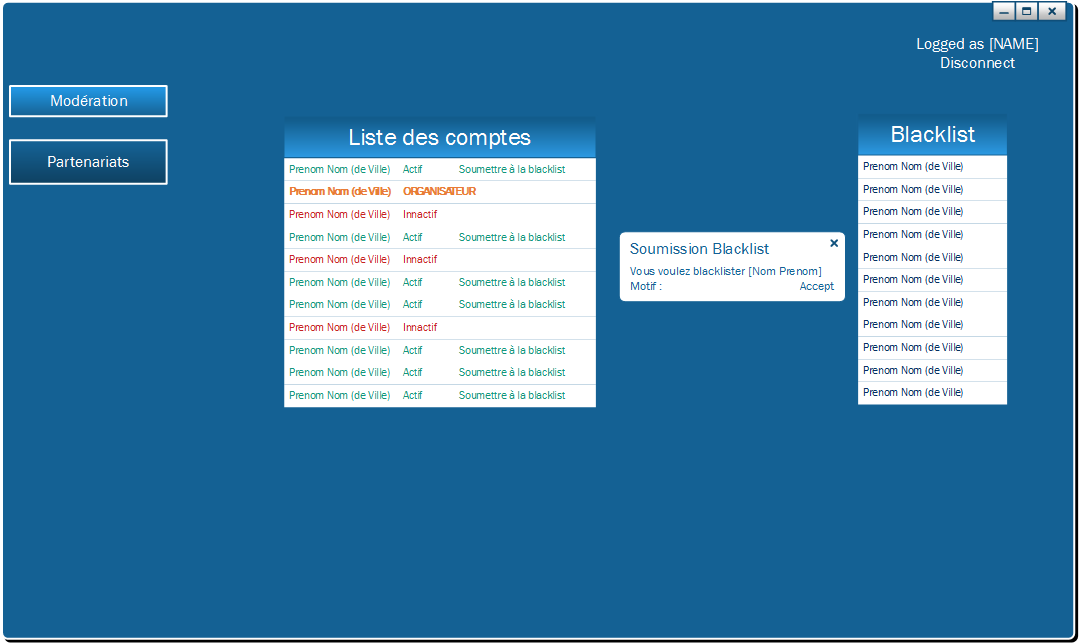 Logged as [NAME]
Disconnect
Modération
Partenariats
Liste des comptes
Prenom Nom (de Ville) Actif Soumettre à la blacklist
Prenom Nom (de Ville) ORGANISATEUR
Prenom Nom (de Ville) Innactif
Prenom Nom (de Ville) Actif Soumettre à la blacklist
Prenom Nom (de Ville) Innactif
Prenom Nom (de Ville) Actif Soumettre à la blacklist
Prenom Nom (de Ville) Actif Soumettre à la blacklist
Prenom Nom (de Ville) Innactif
Prenom Nom (de Ville) Actif Soumettre à la blacklist
Prenom Nom (de Ville) Actif Soumettre à la blacklist
Prenom Nom (de Ville) Actif Soumettre à la blacklist
Soumission Blacklist
Vous voulez blacklister [Nom Prenom]
Motif : Accept
Blacklist
Prenom Nom (de Ville)
Prenom Nom (de Ville)
Prenom Nom (de Ville)
Prenom Nom (de Ville)
Prenom Nom (de Ville)
Prenom Nom (de Ville)
Prenom Nom (de Ville)
Prenom Nom (de Ville)
Prenom Nom (de Ville)
Prenom Nom (de Ville)
Prenom Nom (de Ville)